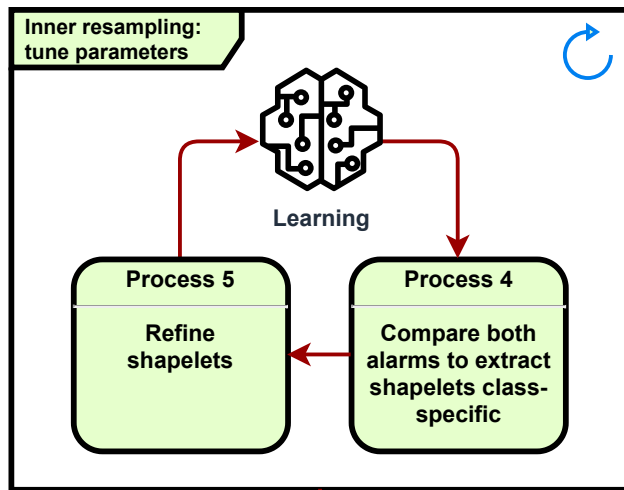 Inner resampling:
tune parameters
Learning
Process 5
Refine
shapelets
Process 4
Compare both
alarms to extract
shapelets class-
specific